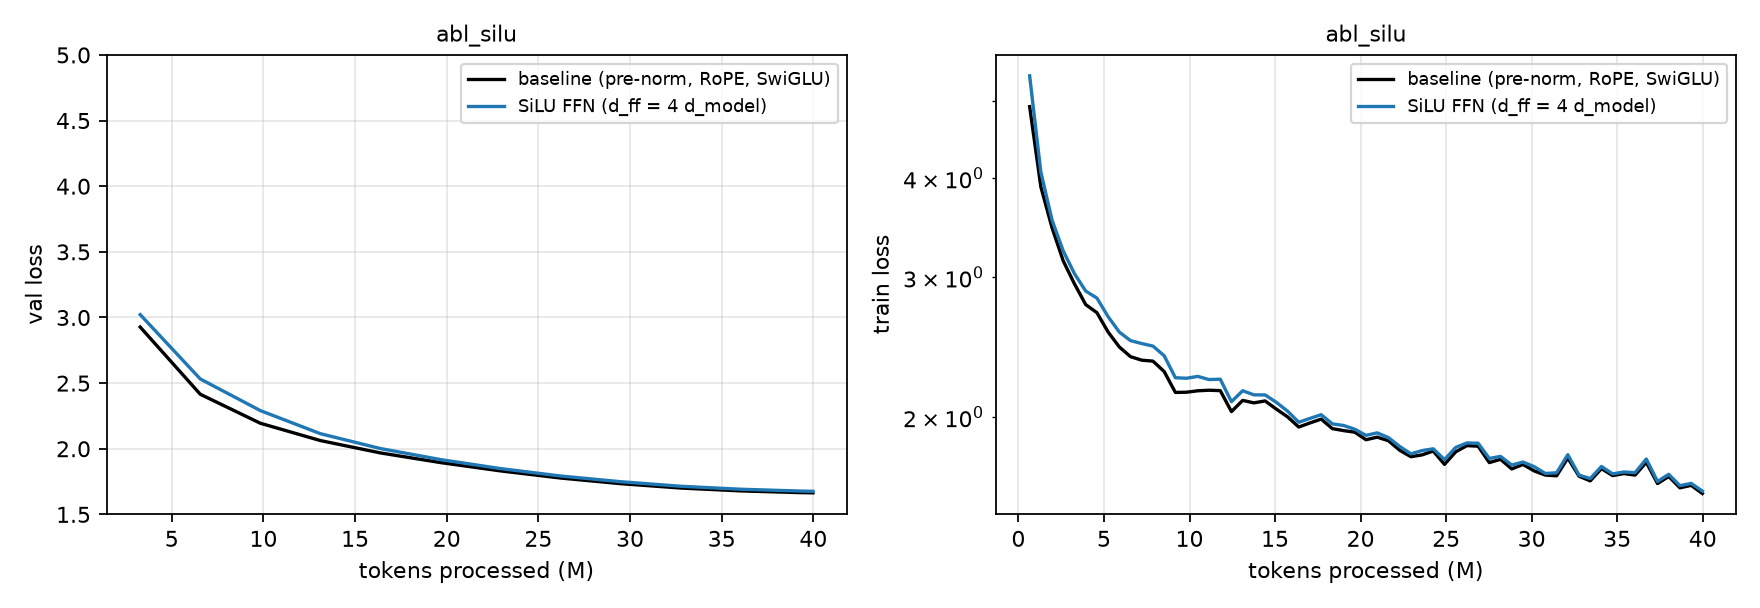 abl_silu
5.0
4.5
4.0
3.5
3.0
2.5
2.0
1.5
val loss
baseline (pre-norm, RoPE, SwiGLU)
SiLU FFN (d_ff = 4 d_model)
5 10 15 20 25 30 35 40
tokens processed (M)
abl_silu
4 × 10⁰
3 × 10⁰
2 × 10⁰
train loss
baseline (pre-norm, RoPE, SwiGLU)
SiLU FFN (d_ff = 4 d_model)
0 5 10 15 20 25 30 35 40
tokens processed (M)